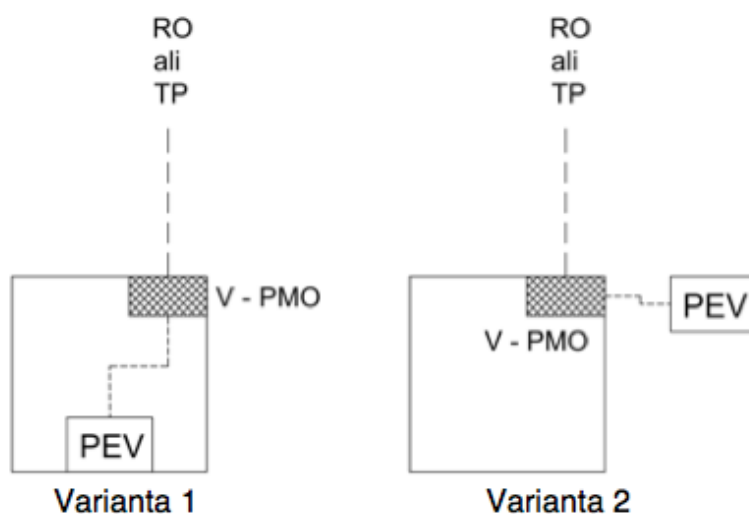 RO
ali
TP
V - PMO
PEV
Varianta 1
RO
ali
TP
V - PMO
PEV
Varianta 2